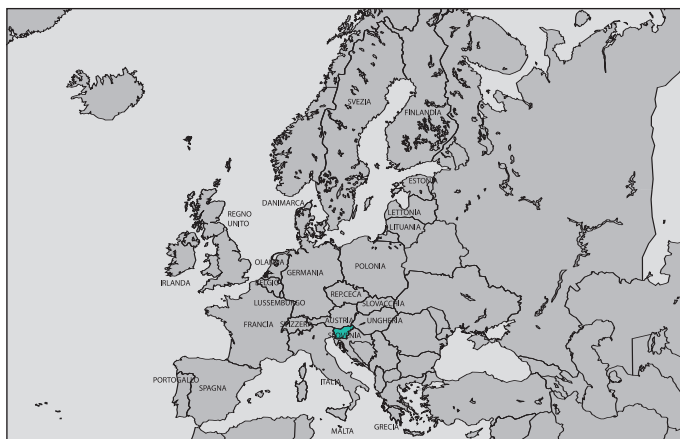 SVEZIA
FINLANDIA
ESTONIA
DANIMARCA
LETTONIA
REGNO
UNITO
LITUANIA
OLANDA
POLONIA
GERMANIA
IRLANDA
BELGIO
REP.CECA
LUSSEMBURGO
SLOVACCHIA
AUSTRIA
UNGHERIA
FRANCIA
SVIZZERA
SLOVENIA
PORTOGALLO
SPAGNA
ITALIA
GRECIA
MALTA